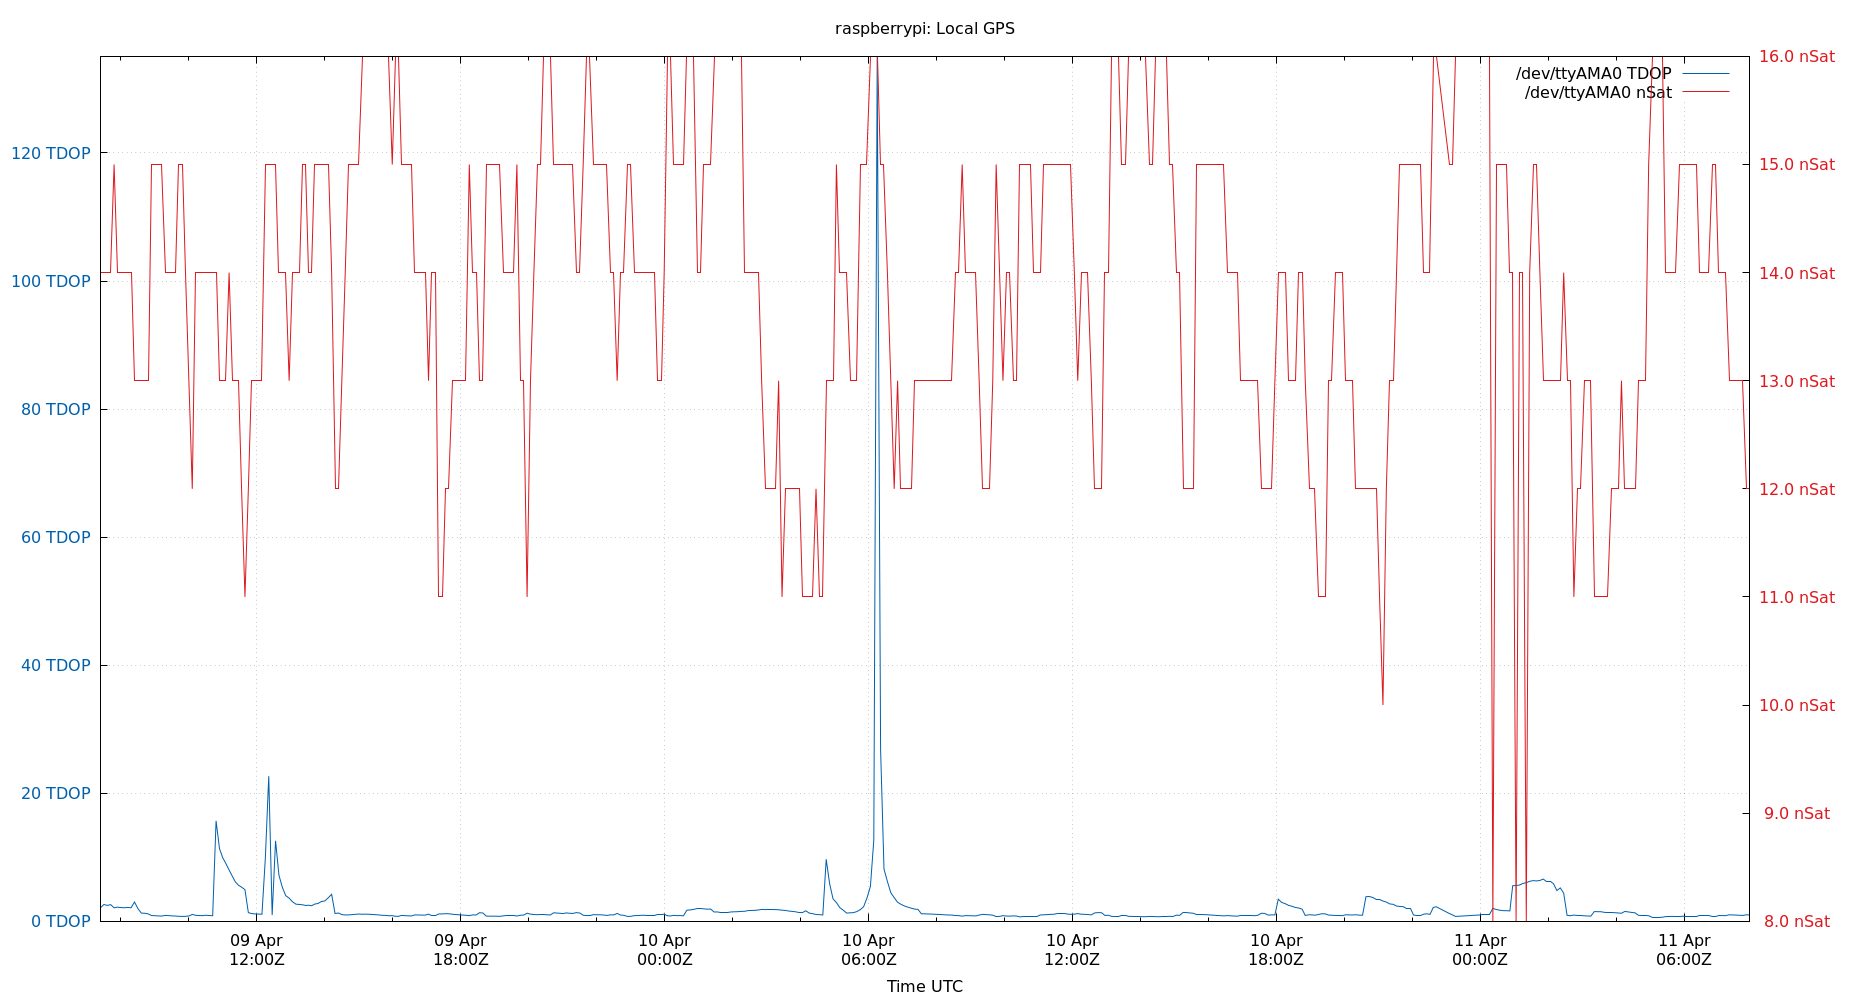 raspberrypi: Local GPS
/dev/ttyAMA0 TDOP
/dev/ttyAMA0 nSat
120 TDOP
100 TDOP
80 TDOP
60 TDOP
40 TDOP
20 TDOP
0 TDOP
16.0 nSat
15.0 nSat
14.0 nSat
13.0 nSat
12.0 nSat
11.0 nSat
10.0 nSat
9.0 nSat
8.0 nSat
09 Apr
12:00Z
09 Apr
18:00Z
10 Apr
00:00Z
10 Apr
06:00Z
10 Apr
12:00Z
10 Apr
18:00Z
11 Apr
00:00Z
11 Apr
06:00Z
Time UTC